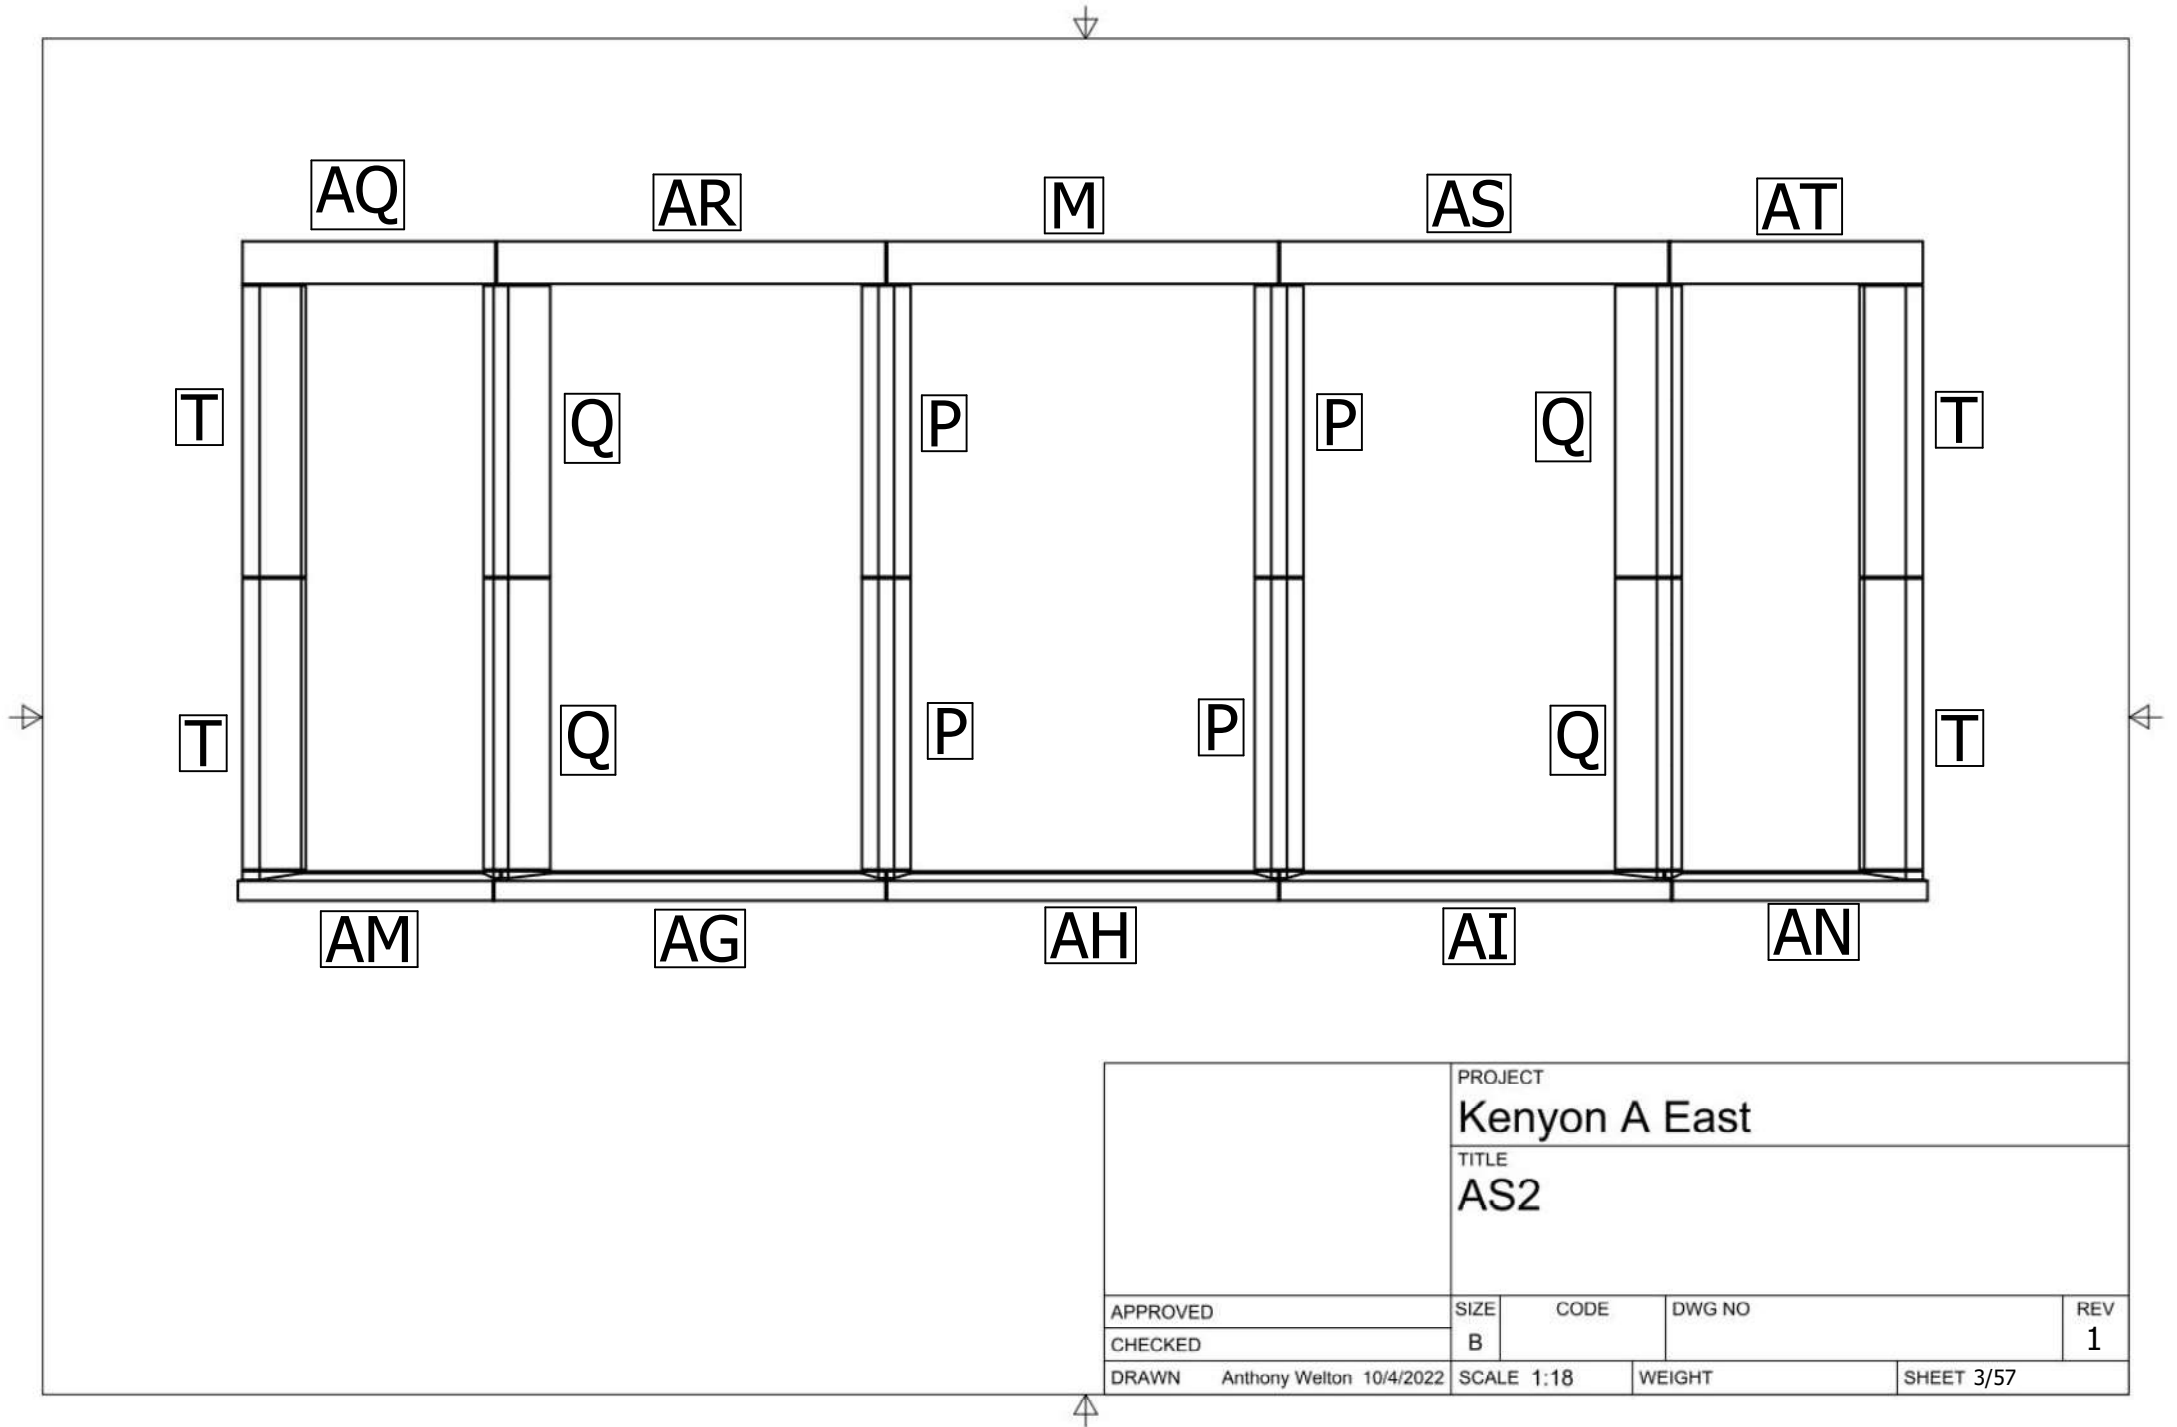 AQ AR M AS AT
T Q P P Q T
T Q P P Q T
AM AG AH AI AN
PROJECT
Kenyon A East
TITLE
AS2
APPROVED
CHECKED
DRAWN Anthony Welton 10/4/2022
SIZE
B
CODE
DWG NO
REV
1
SCALE 1:18
WEIGHT
SHEET 3/57